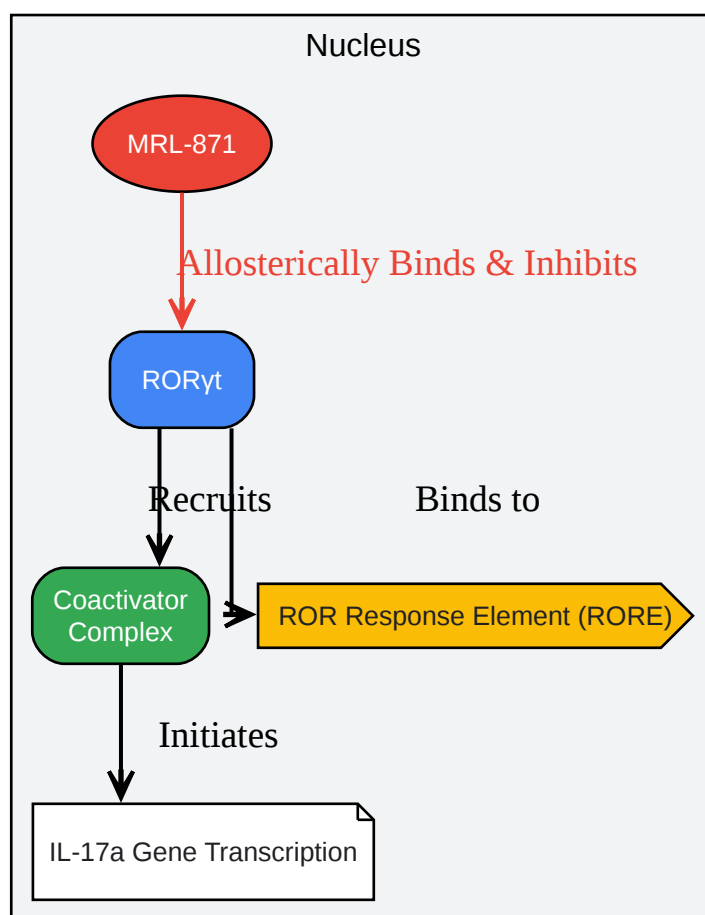 Nucleus
MRL-871
Allosterically Binds & Inhibits
RORγt
Recruits
Binds to
Coactivator
Complex
ROR Response Element (RORE)
Initiates
IL-17a Gene Transcription